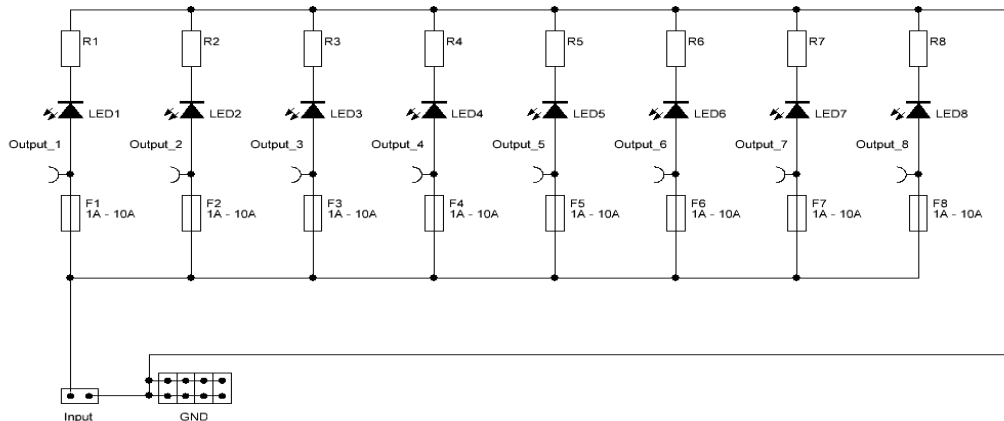 R1 R2 R3 R4 R5 R6 R7 R8
LED1 LED2 LED3 LED4 LED5 LED6 LED7 LED8
Output_1 Output_2 Output_3 Output_4 Output_5 Output_6 Output_7 Output_8
F1 F2 F3 F4 F5 F6 F7 F8
1A - 10A 1A - 10A 1A - 10A 1A - 10A 1A - 10A 1A - 10A 1A - 10A 1A - 10A
Input GND